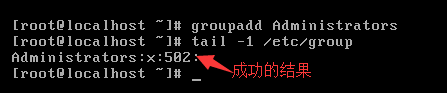 [root@localhost ~]# groupadd Administrators
[root@localhost ~]# tail -1 /etc/group
Administrators:x:502:
成功的结果
[root@localhost ~]# _